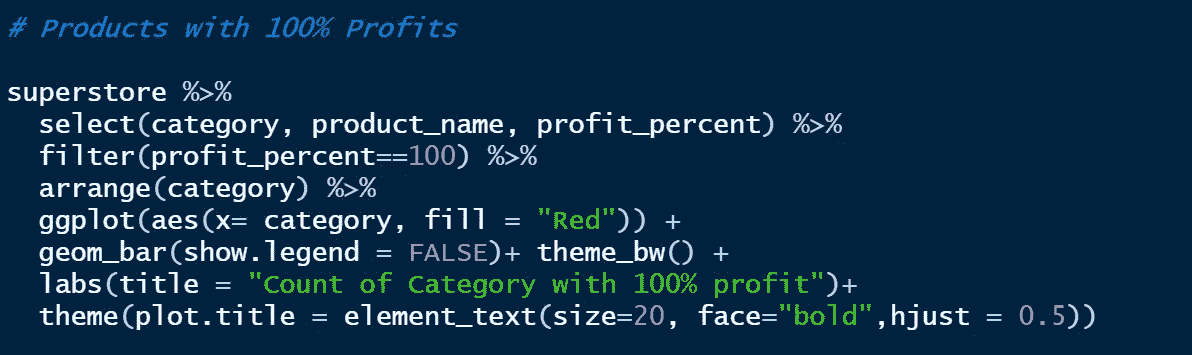 # Products with 100% Profits
superstore %>%
  select(category, product_name, profit_percent) %>%
  filter(profit_percent==100) %>%
  arrange(category) %>%
  ggplot(aes(x= category, fill = "Red")) +
  geom_bar(show.legend = FALSE)+ theme_bw() +
  labs(title = "Count of Category with 100% profit")+
  theme(plot.title = element_text(size=20, face="bold",hjust = 0.5))